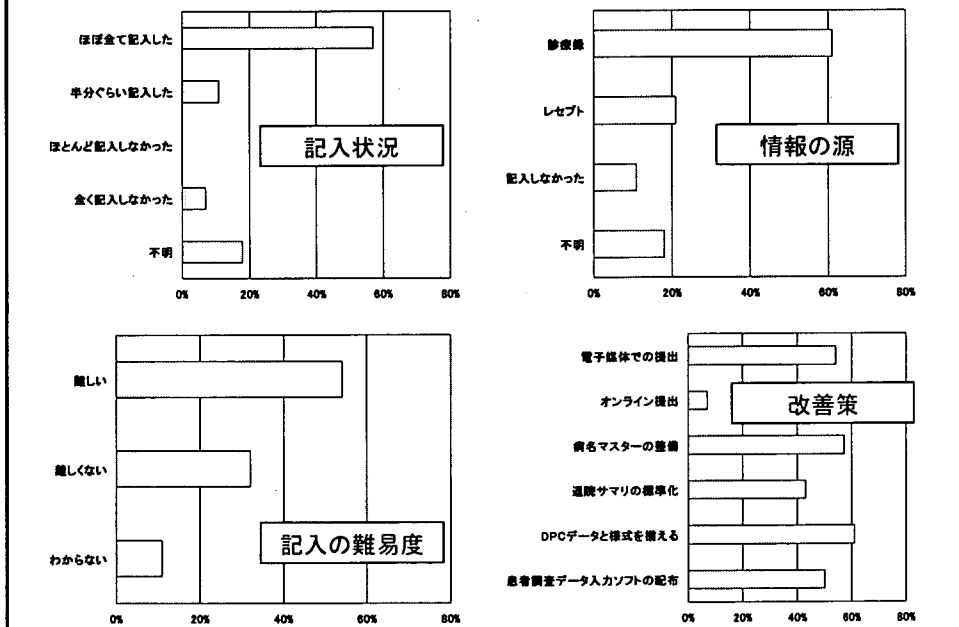 ほぼ全て記入した
半分ぐらい記入した
ほとんど記入しなかった
全く記入しなかった
不明
記入状況
0% 20% 40% 60% 80%
診療録
レセプト
記入しなかった
不明
情報の源
0% 20% 40% 60% 80%
難しい
難しくない
わからない
記入の難易度
0% 20% 40% 60% 80%
電子媒体での提出
オンライン提出
病名マスターの整備
退院サマリの標準化
DPCデータと様式を揃える
患者調査データ入力ソフトの配布
改善策
0% 20% 40% 60% 80%